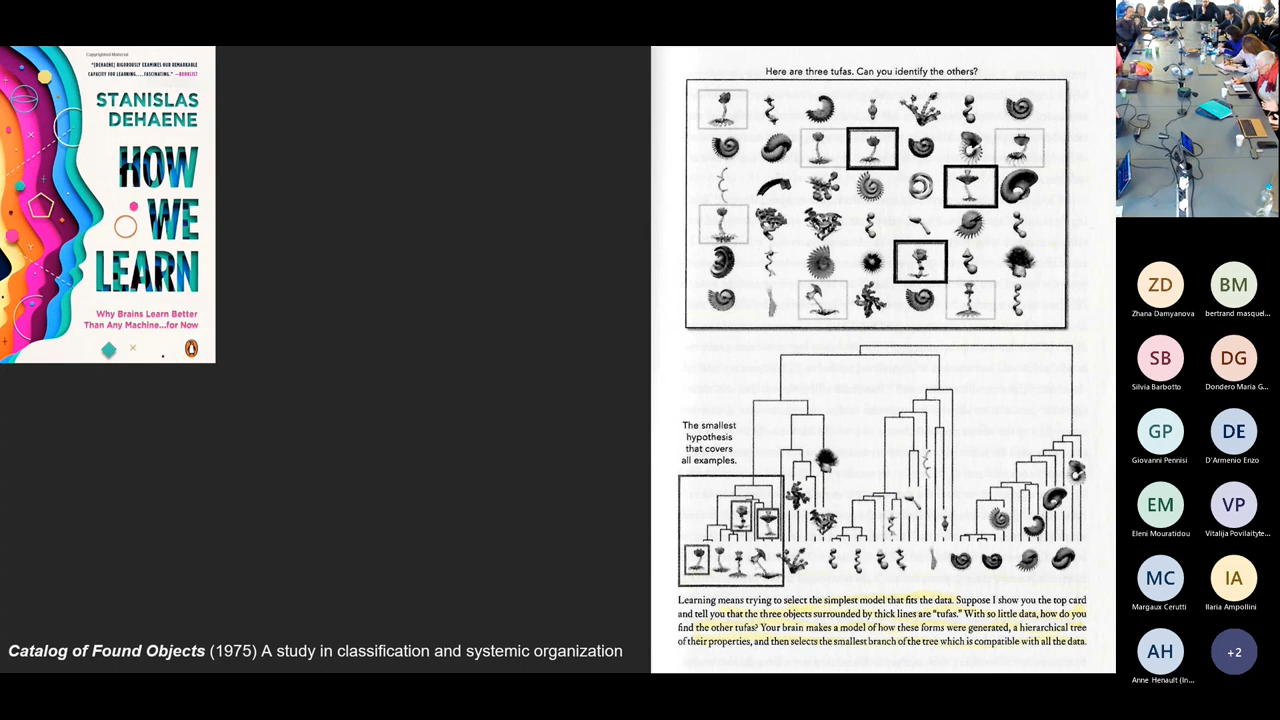 Copyrighted Material
"[DEHAENE] RIGOROUSLY EXAMINES OUR REMARKABLE
CAPACITY FOR LEARNING.....FASCINATING." —BOOKLIST
STANISLAS
DEHAENE
HOW
WE
LEARN
Why Brains Learn Better
Than Any Machine...for Now
Catalog of Found Objects (1975) A study in classification and systemic organization
Here are three tufas. Can you identify the others?
The smallest
hypothesis
that covers
all examples.
Learning means trying to select the simplest model that fits the data. Suppose I show you the top card
and tell you that the three objects surrounded by thick lines are "tufas." With so little data, how do you
find the other tufas? Your brain makes a model of how these forms were generated, a hierarchical tree
of their properties, and then selects the smallest branch of the tree which is compatible with all the data.
ZD
Zhana Damyanova
BM
bertrand masquel...
SB
Silvia Barbotto
DG
Dondero Maria G...
GP
Giovanni Pennisi
DE
D'Armenio Enzo
EM
Eleni Mouratidou
VP
Vitalija Povilaityte...
MC
Margaux Cerutti
IA
Ilaria Ampollini
AH
Anne Henault (In...
+2